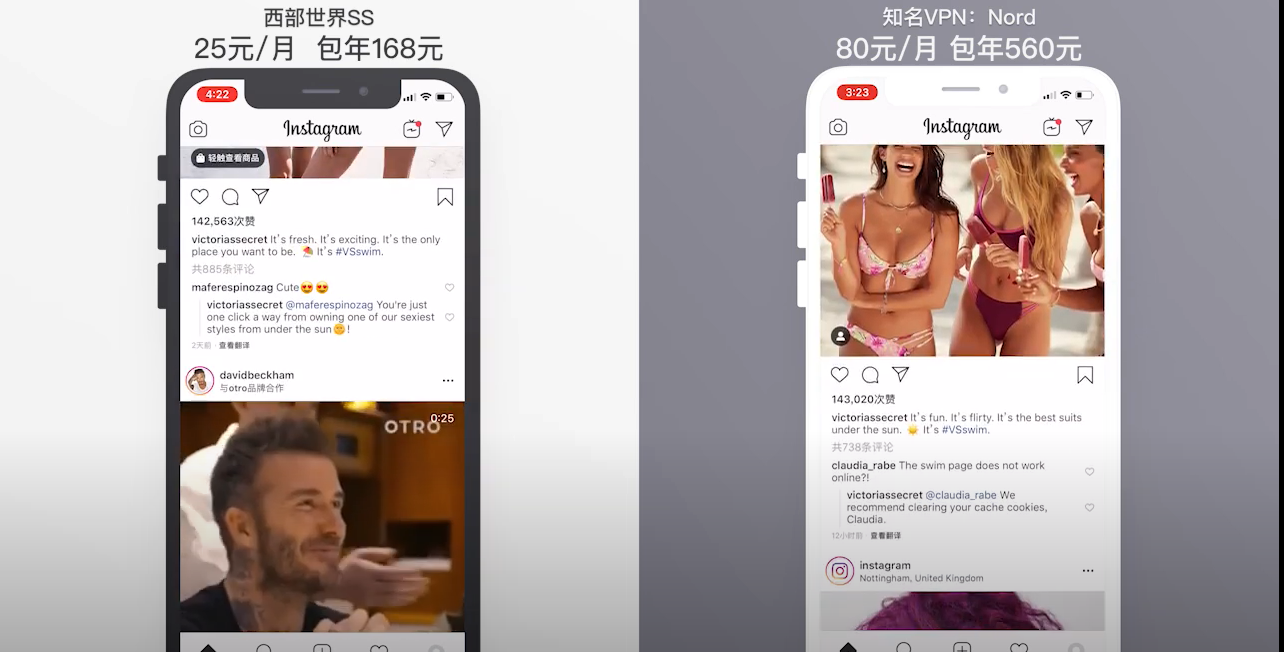 西部世界SS
25元/月 包年168元
4:22
Instagram
轻触查看商品
142,563次赞
victoriassecret It's fresh. It's exciting. It's the only
place you want to be. ⛱️ It's #VSswim.
共885条评论
maferespinozag Cute😍😍
victoriassecret @maferespinozag You're just
one click a way from owning one of our sexiest
styles from under the sun🌞!
2天前 · 查看翻译
davidbeckham
与otro品牌合作
OTRO
0:25
知名VPN：Nord
80元/月 包年560元
3:23
Instagram
143,020次赞
victoriassecret It's fun. It's flirty. It's the best suits
under the sun. ☀️ It's #VSswim.
共738条评论
claudia_rabe The swim page does not work
online?!
victoriassecret @claudia_rabe We
recommend clearing your cache cookies,
Claudia.
12小时前 · 查看翻译
instagram
Nottingham, United Kingdom